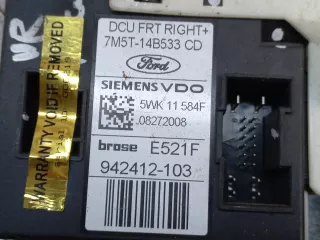 DCU FRT RIGHT+
7M5T-14B533 CD
Ford
SIEMENS VDO
5WK 11 584F
08272008
brose E521F
942412-103
WARRANTY VOID IF REMOVED
VR